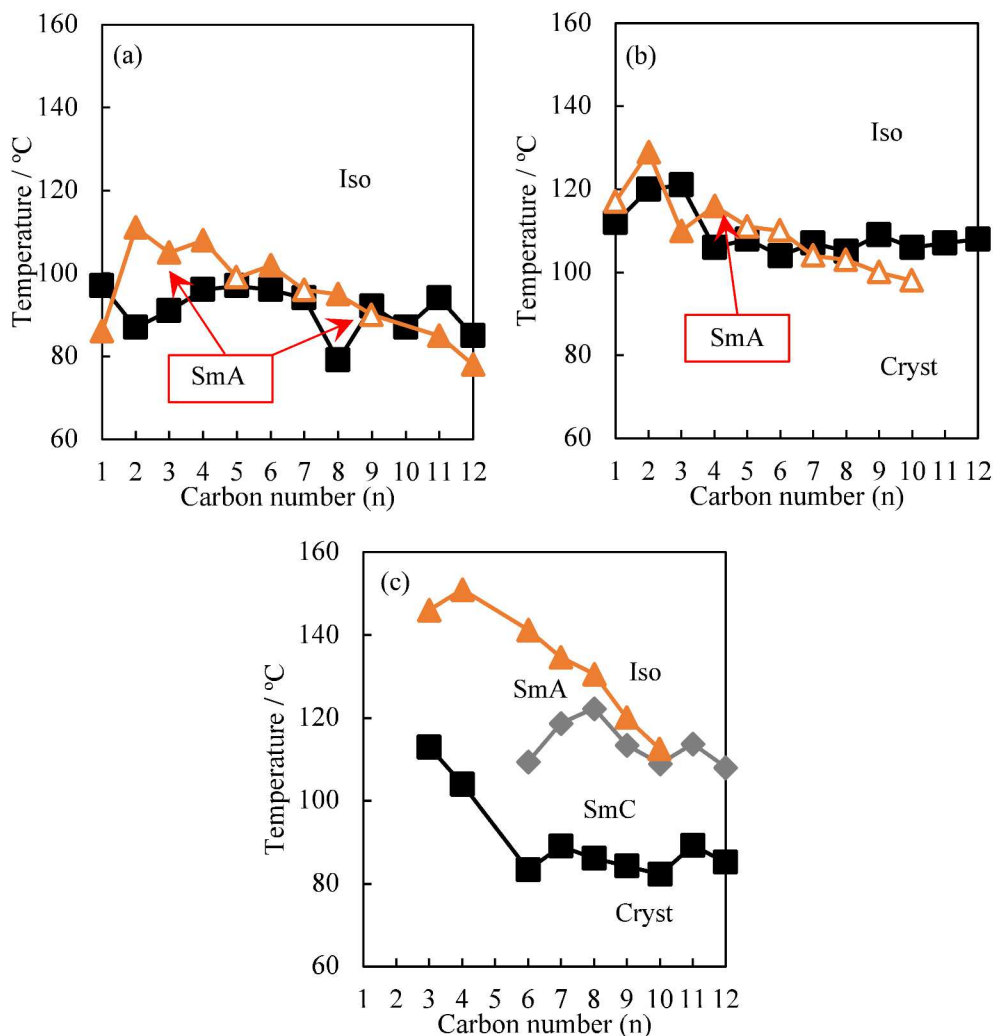 (a)
160
140
120
100
80
60
Temperature / °C
Iso
SmA
1 2 3 4 5 6 7 8 9 10 11 12
Carbon number (n)
(b)
160
140
120
100
80
60
Temperature / °C
Iso
SmA
Cryst
1 2 3 4 5 6 7 8 9 10 11 12
Carbon number (n)
(c)
160
140
120
100
80
60
Temperature / °C
SmA
Iso
SmC
Cryst
1 2 3 4 5 6 7 8 9 10 11 12
Carbon number (n)